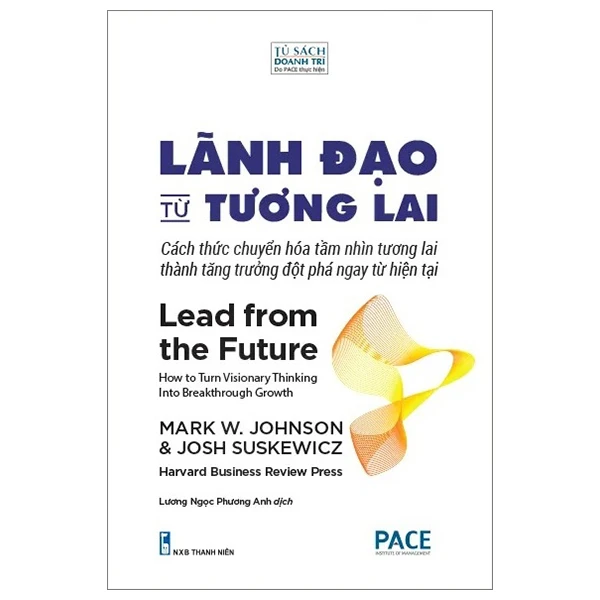 TỦ SÁCH
DOANH TRÍ
Do PACE thực hiện
LÃNH ĐẠO
TỪ TƯƠNG LAI
Cách thức chuyển hóa tầm nhìn tương lai
thành tăng trưởng đột phá ngay từ hiện tại
Lead from
the Future
How to Turn Visionary Thinking
Into Breakthrough Growth
MARK W. JOHNSON
& JOSH SUSKEWICZ
Harvard Business Review Press
Lương Ngọc Phương Anh dịch
NXB THANH NIÊN
PACE
INSTITUTE OF MANAGEMENT